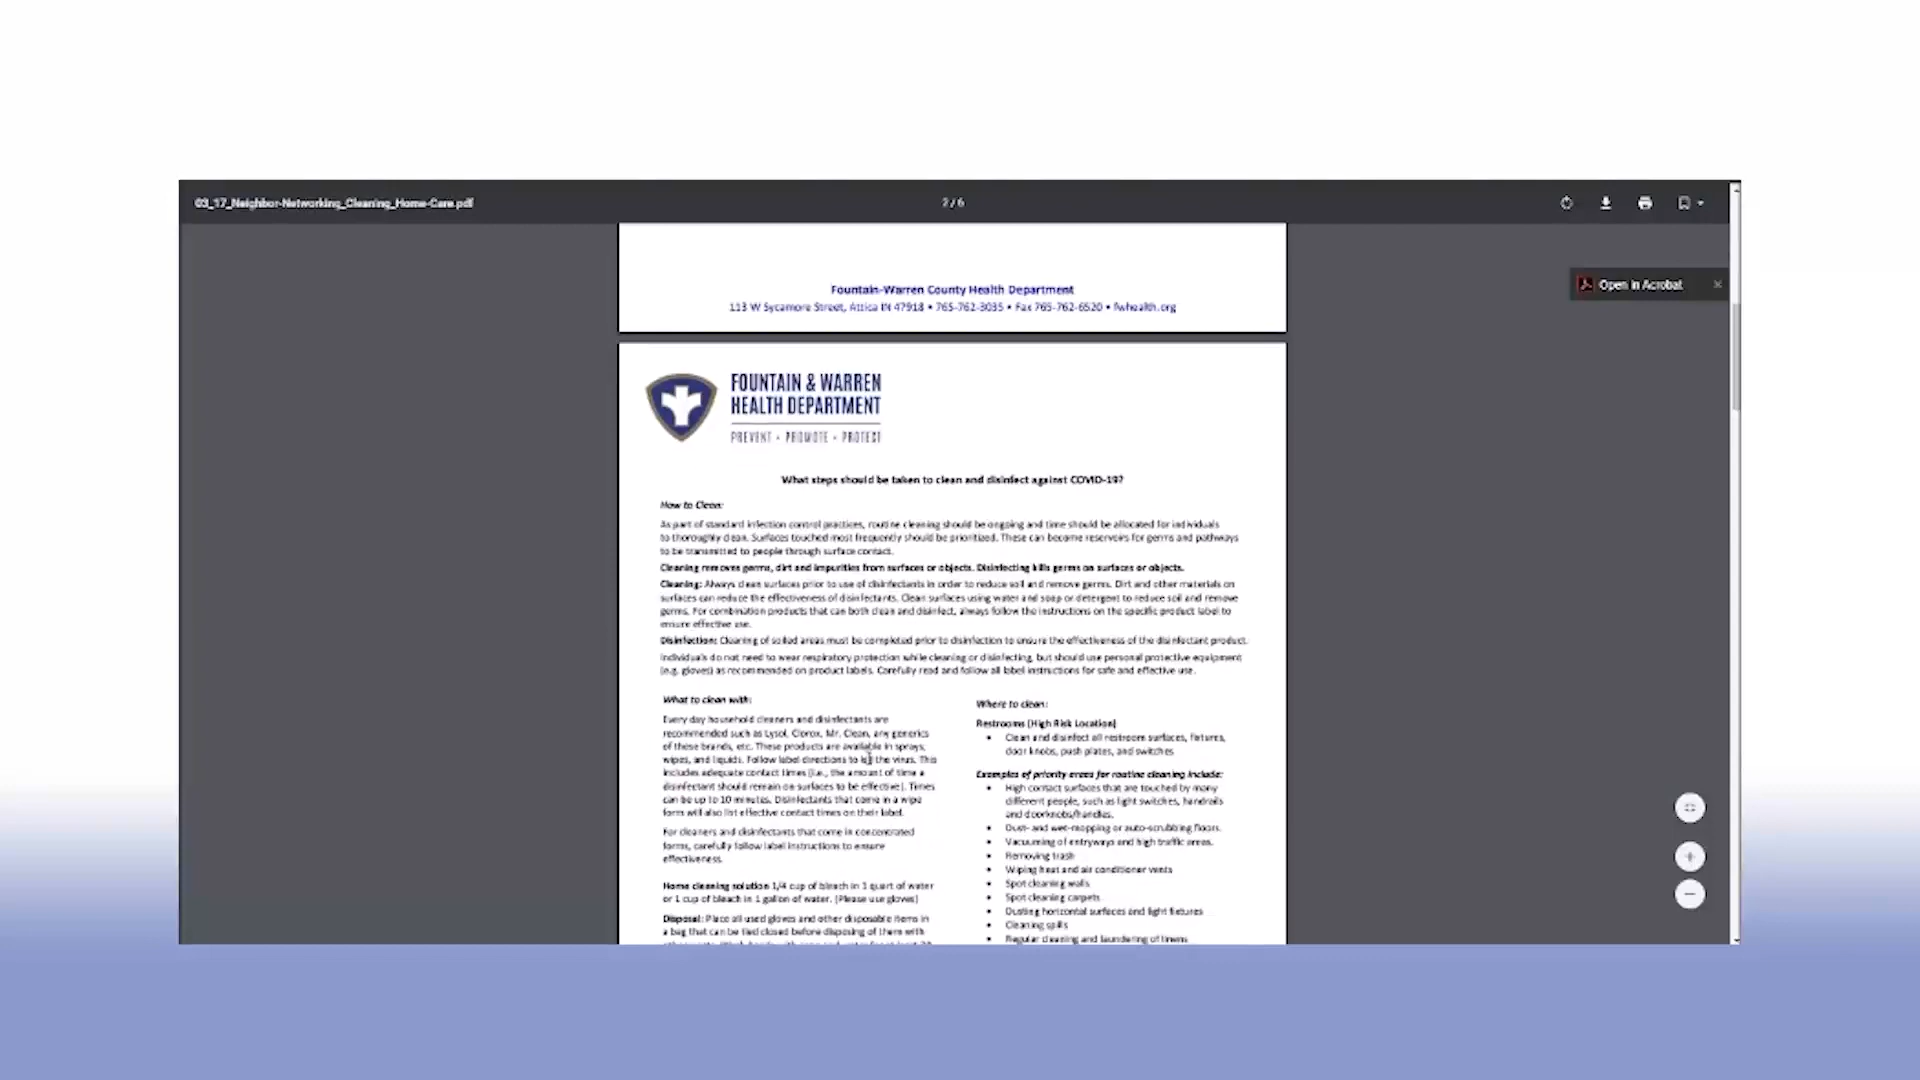 03_17_Neighbor-Networking_Cleaning_Home-Care.pdf
2 / 6
Open in Acrobat
Fountain-Warren County Health Department
113 W Sycamore Street, Attica IN 47918 • 765-762-3035 • Fax 765-762-6520 • fwhealth.org
FOUNTAIN & WARREN
HEALTH DEPARTMENT
PREVENT • PROMOTE • PROTECT
What steps should be taken to clean and disinfect against COVID-19?
How to Clean:
As part of standard infection control practices, routine cleaning should be ongoing and time should be allocated for individuals
to thoroughly clean. Surfaces touched most frequently should be prioritized. These can become reservoirs for germs and pathways
to be transmitted to people through surface contact.
Cleaning removes germs, dirt and impurities from surfaces or objects. Disinfecting kills germs on surfaces or objects.
Cleaning: Always clean surfaces prior to use of disinfectants in order to reduce soil and remove germs. Dirt and other materials on
surfaces can reduce the effectiveness of disinfectants. Clean surfaces using water and soap or detergent to reduce soil and remove
germs. For combination products that can both clean and disinfect, always follow the instructions on the specific product label to
ensure effective use.
Disinfection: Cleaning of soiled areas must be completed prior to disinfection to ensure the effectiveness of the disinfectant product.
Individuals do not need to wear respiratory protection while cleaning or disinfecting, but should use personal protective equipment
(e.g. gloves) as recommended on product labels. Carefully read and follow all label instructions for safe and effective use.
What to clean with:
Every day household cleaners and disinfectants are
recommended such as Lysol, Clorox, Mr. Clean, any generics
of these brands, etc. These products are available in sprays,
wipes, and liquids. Follow label directions to kill the virus. This
includes adequate contact times (i.e., the amount of time a
disinfectant should remain on surfaces to be effective). Times
can be up to 10 minutes. Disinfectants that come in a wipe
form will also list effective contact times on their label.
For cleaners and disinfectants that come in concentrated
forms, carefully follow label instructions to ensure
effectiveness.
Home cleaning solution 1/4 cup of bleach in 1 quart of water
or 1 cup of bleach in 1 gallon of water. (Please use gloves)
Disposal: Place all used gloves and other disposable items in
a bag that can be tied closed before disposing of them with
Where to clean:
Restrooms (High Risk Location)
• Clean and disinfect all restroom surfaces, fixtures,
door knobs, push plates, and switches
Examples of priority areas for routine cleaning include:
• High contact surfaces that are touched by many
different people, such as light switches, handrails
and doorknobs/handles.
• Dust- and wet-mopping or auto-scrubbing floors.
• Vacuuming of entryways and high traffic areas.
• Removing trash
• Wiping heat and air conditioner vents
• Spot cleaning walls
• Spot cleaning carpets
• Dusting horizontal surfaces and light fixtures
• Cleaning spills
• Regular cleaning and laundering of linens